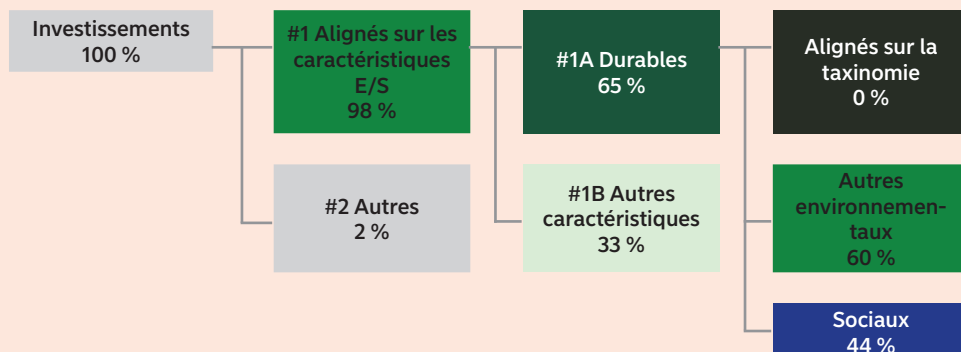 Investissements
100 %
#1 Alignés sur les
caractéristiques
E/S
98 %
#2 Autres
2 %
#1A Durables
65 %
#1B Autres
caractéristiques
33 %
Alignés sur la
taxinomie
0 %
Autres
environnemen-
taux
60 %
Sociaux
44 %